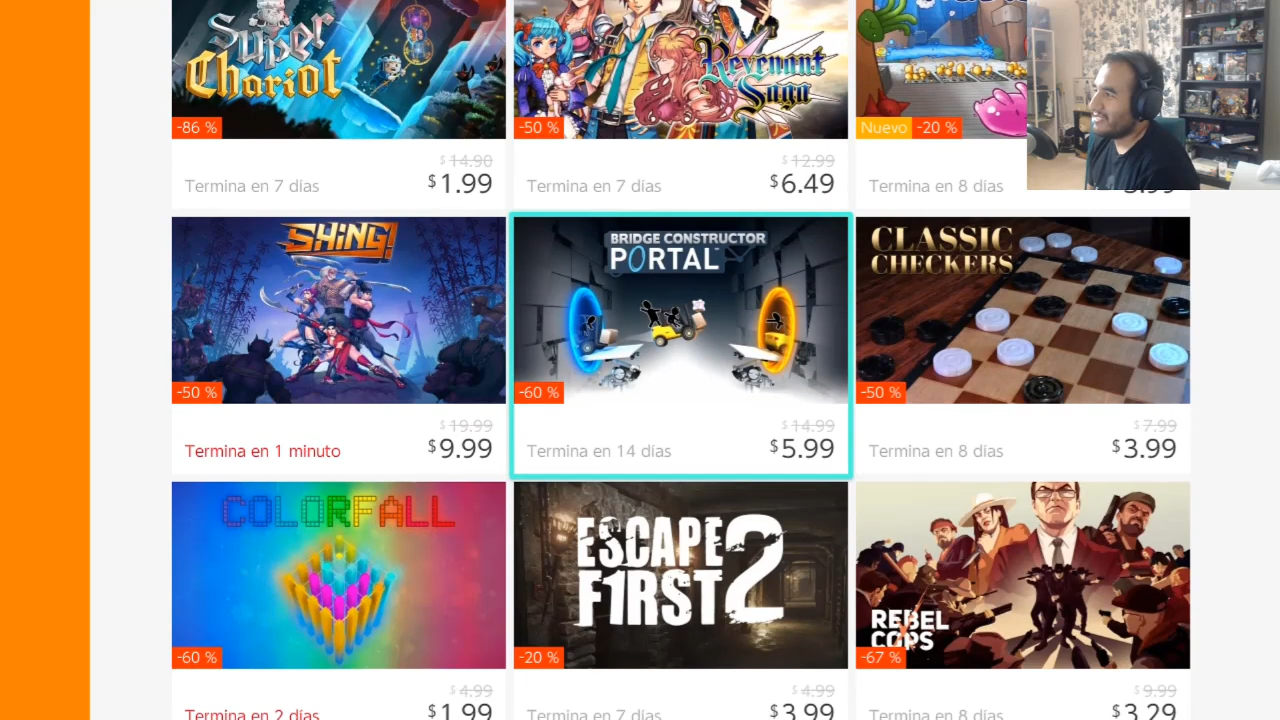 Super
Chariot
-86 %
$14.90
Termina en 7 días
$1.99
Revenant
Saga
-50 %
$12.99
Termina en 7 días
$6.49
Nuevo -20 %
Termina en 8 días
SHING!
-50 %
$19.99
Termina en 1 minuto
$9.99
BRIDGE CONSTRUCTOR
PORTAL
-60 %
$14.99
Termina en 14 días
$5.99
CLASSIC
CHECKERS
-50 %
$7.99
Termina en 8 días
$3.99
COLORFALL
-60 %
$4.99
Termina en 2 días
$1.99
ESCAPE
F1RST 2
-20 %
$4.99
Termina en 7 días
$3.99
REBEL
COPS
-67 %
$9.99
Termina en 8 días
$3.29